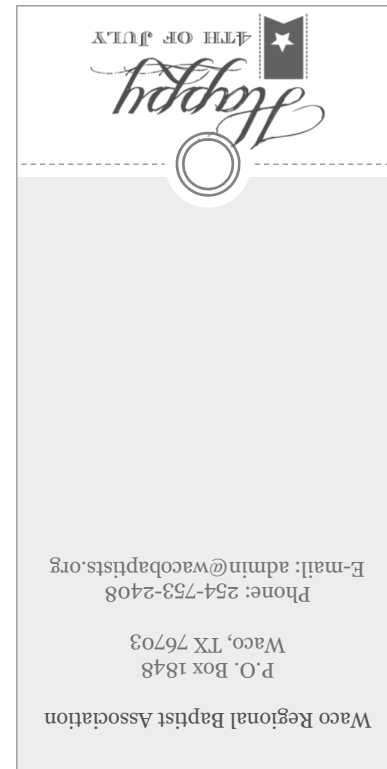 Waco Regional Baptist Association
P.O. Box 1848
Waco, TX 76703
Phone: 254-753-2408
E-mail: admin@wacobaptists.org
Happy
4TH OF JULY